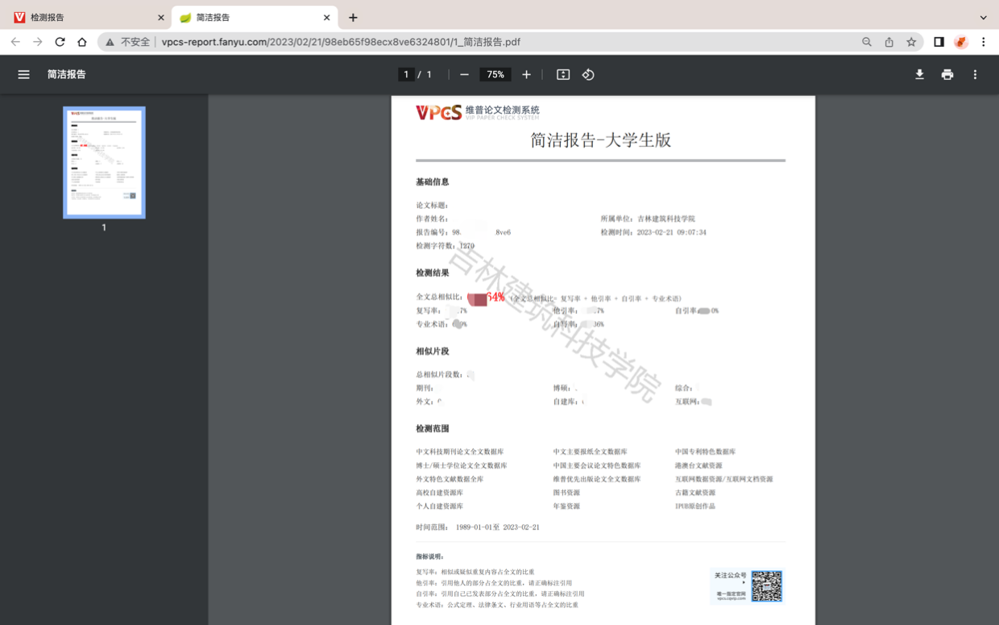 检测报告
简洁报告
不安全 vpcs-report.fanyu.com/2023/02/21/98eb65f98ecx8ve6324801/1_简洁报告.pdf
简洁报告 1 / 1 75%
1
VPCS 维普论文检测系统
VIP PAPER CHECK SYSTEM
简洁报告-大学生版
基础信息
论文标题:
作者姓名: 所属单位: 吉林建筑科技学院
报告编号: 98. 8ve6 检测时间: 2023-02-21 09:07:34
检测字符数: 1270
检测结果
全文总相似比: 64% (全文总相似比= 复写率 + 他引率 + 自引率 + 专业术语)
复写率: .7% 他引率: 7% 自引率: 0%
专业术语: % 自写率: 36%
相似片段
总相似片段数:
期刊: 博硕: 综合:
外文: 自建库: 互联网:
检测范围
中文科技期刊论文全文数据库 中文主要报纸全文数据库 中国专利特色数据库
博士/硕士学位论文全文数据库 中国主要会议论文特色数据库 港澳台文献资源
外文特色文献数据全库 维普优先出版论文全文数据库 互联网数据资源/互联网文档资源
高校自建资源库 图书资源 古籍文献资源
个人自建资源库 年鉴资源 IPUB原创作品
时间范围: 1989-01-01至 2023-02-21
指标说明:
复写率: 相似或疑似重复内容占全文的比重
他引率: 引用他人的部分占全文的比重, 请正确标注引用
自引率: 引用自己已发表部分占全文的比重, 请正确标注引用
专业术语: 公式定理、法律条文、行业用语等占全文的比重
关注公众号
唯一指定官网
vpcs.cqvip.com
吉林建筑科技学院